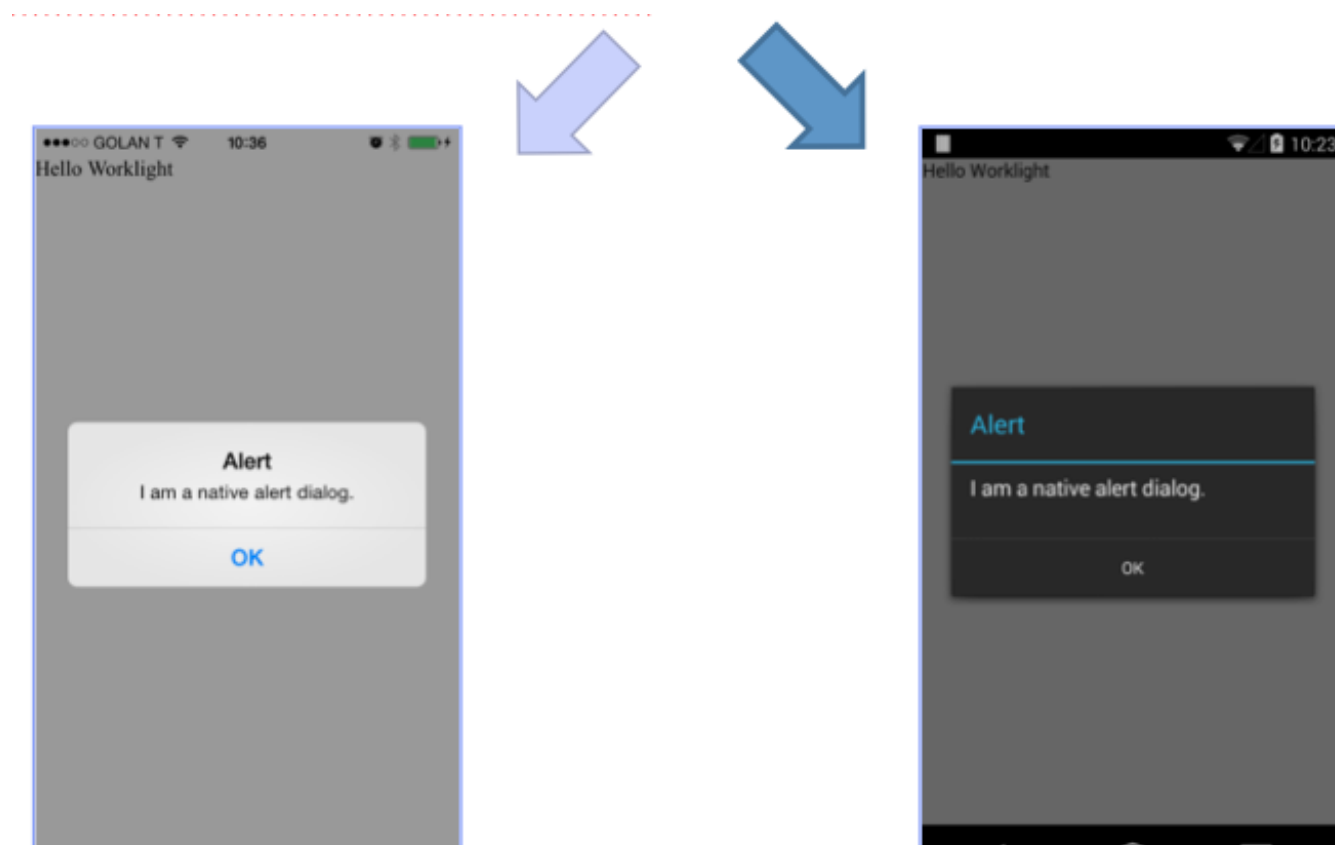 GOLAN T 10:36
Hello Worklight
Alert
I am a native alert dialog.
OK
10:23
Hello Worklight
Alert
I am a native alert dialog.
OK